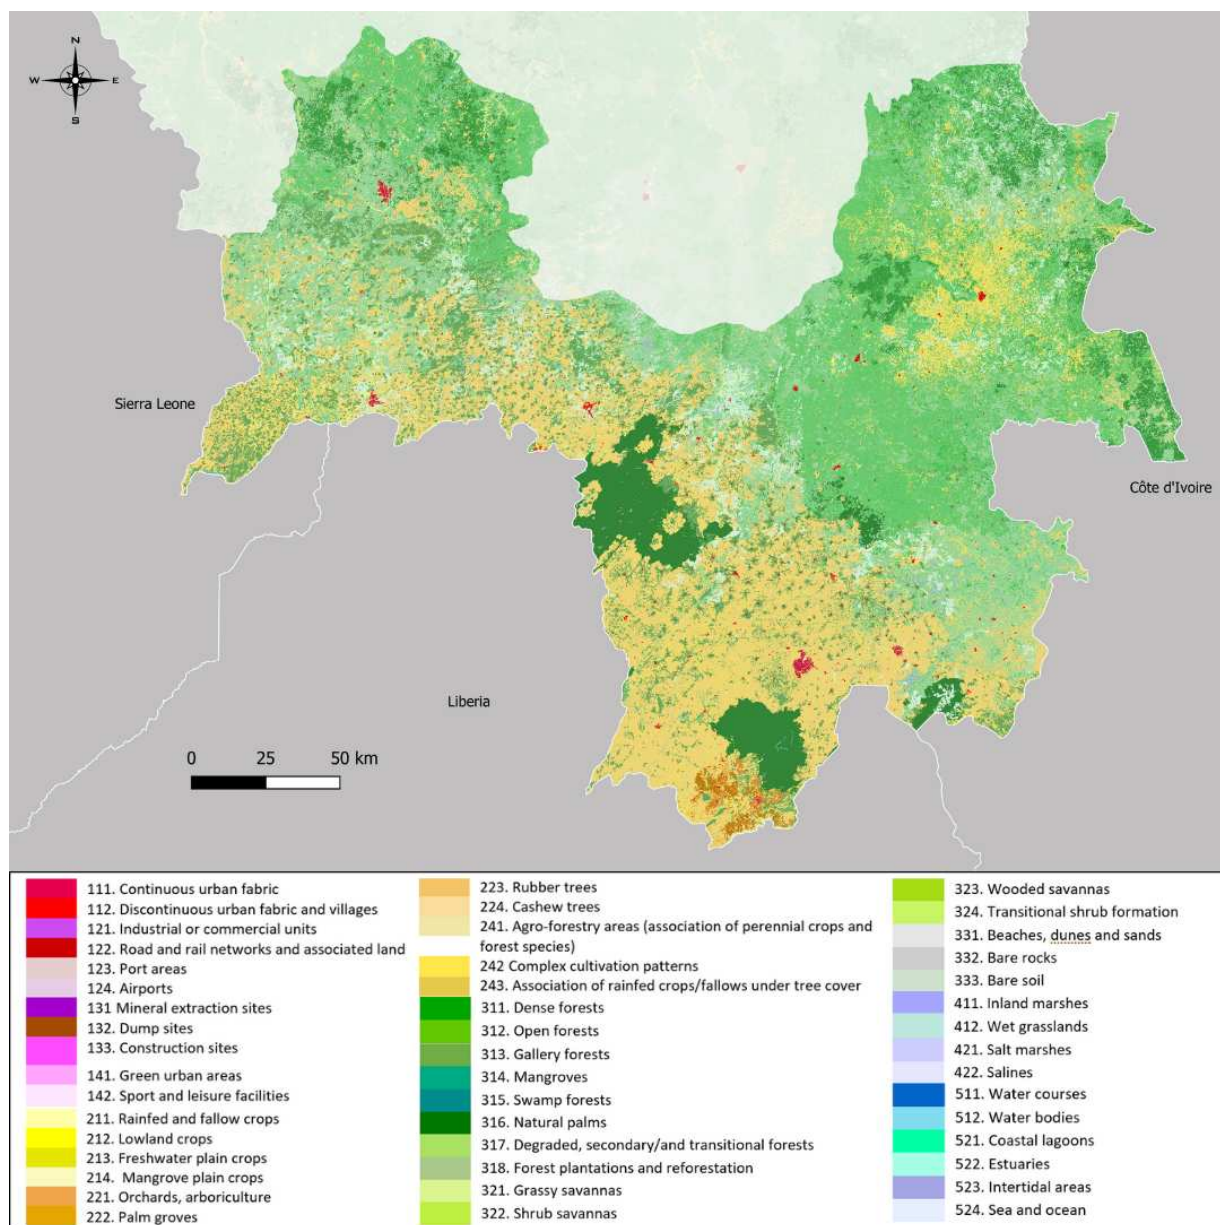 N
W E
S
Sierra Leone
Côte d'Ivoire
Liberia
0 25 50 km
111. Continuous urban fabric
112. Discontinuous urban fabric and villages
121. Industrial or commercial units
122. Road and rail networks and associated land
123. Port areas
124. Airports
131 Mineral extraction sites
132. Dump sites
133. Construction sites
141. Green urban areas
142. Sport and leisure facilities
211. Rainfed and fallow crops
212. Lowland crops
213. Freshwater plain crops
214. Mangrove plain crops
221. Orchards, arboriculture
222. Palm groves
223. Rubber trees
224. Cashew trees
241. Agro-forestry areas (association of perennial crops and
forest species)
242 Complex cultivation patterns
243. Association of rainfed crops/fallows under tree cover
311. Dense forests
312. Open forests
313. Gallery forests
314. Mangroves
315. Swamp forests
316. Natural palms
317. Degraded, secondary/and transitional forests
318. Forest plantations and reforestation
321. Grassy savannas
322. Shrub savannas
323. Wooded savannas
324. Transitional shrub formation
331. Beaches, dunes and sands
332. Bare rocks
333. Bare soil
411. Inland marshes
412. Wet grasslands
421. Salt marshes
422. Salines
511. Water courses
512. Water bodies
521. Coastal lagoons
522. Estuaries
523. Intertidal areas
524. Sea and ocean